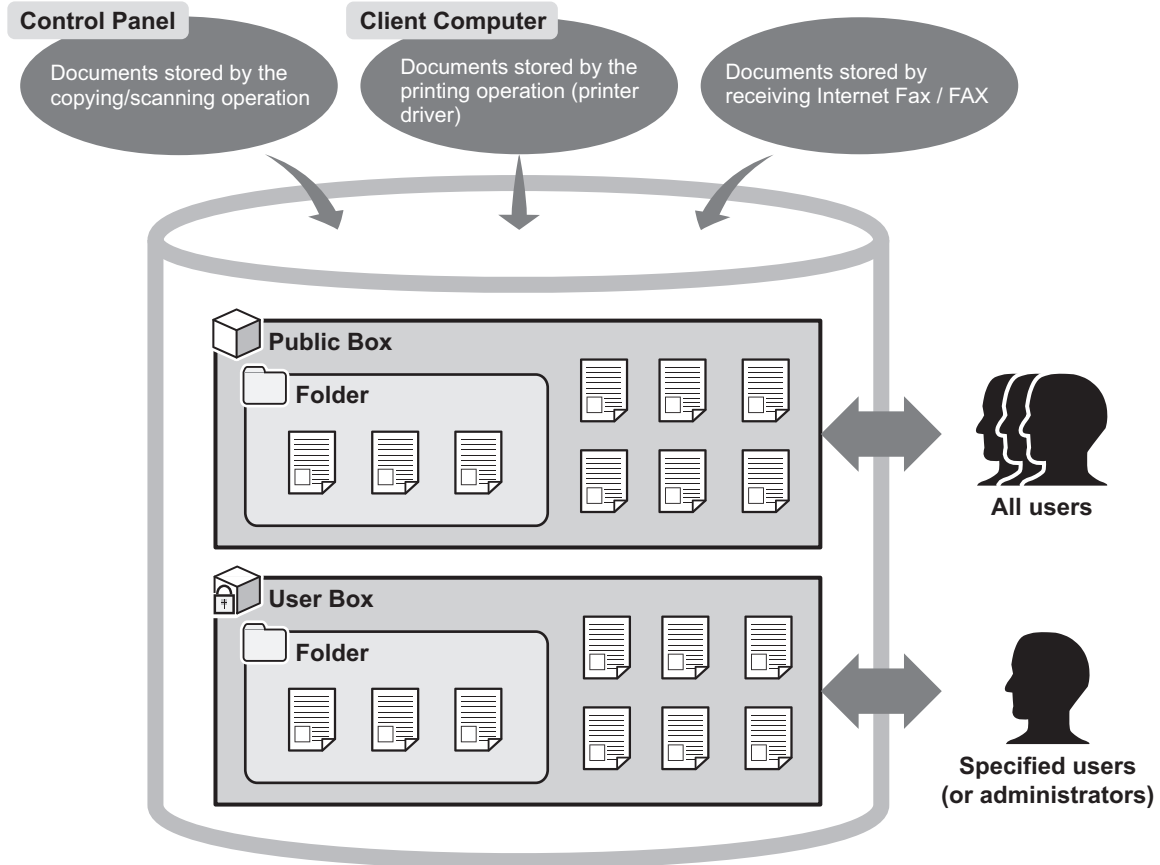 Control Panel
Documents stored by the
copying/scanning operation
Client Computer
Documents stored by the
printing operation (printer
driver)
Documents stored by
receiving Internet Fax / FAX
Public Box
Folder
All users
User Box
Folder
Specified users
(or administrators)